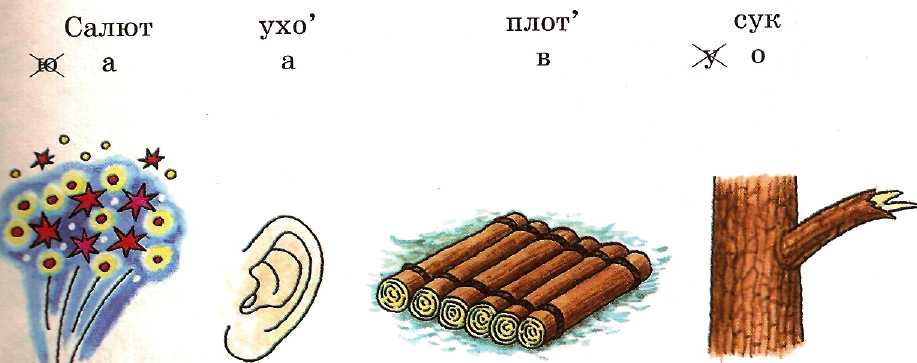 Салют ухо’ плот’ сук
ю а а в у о